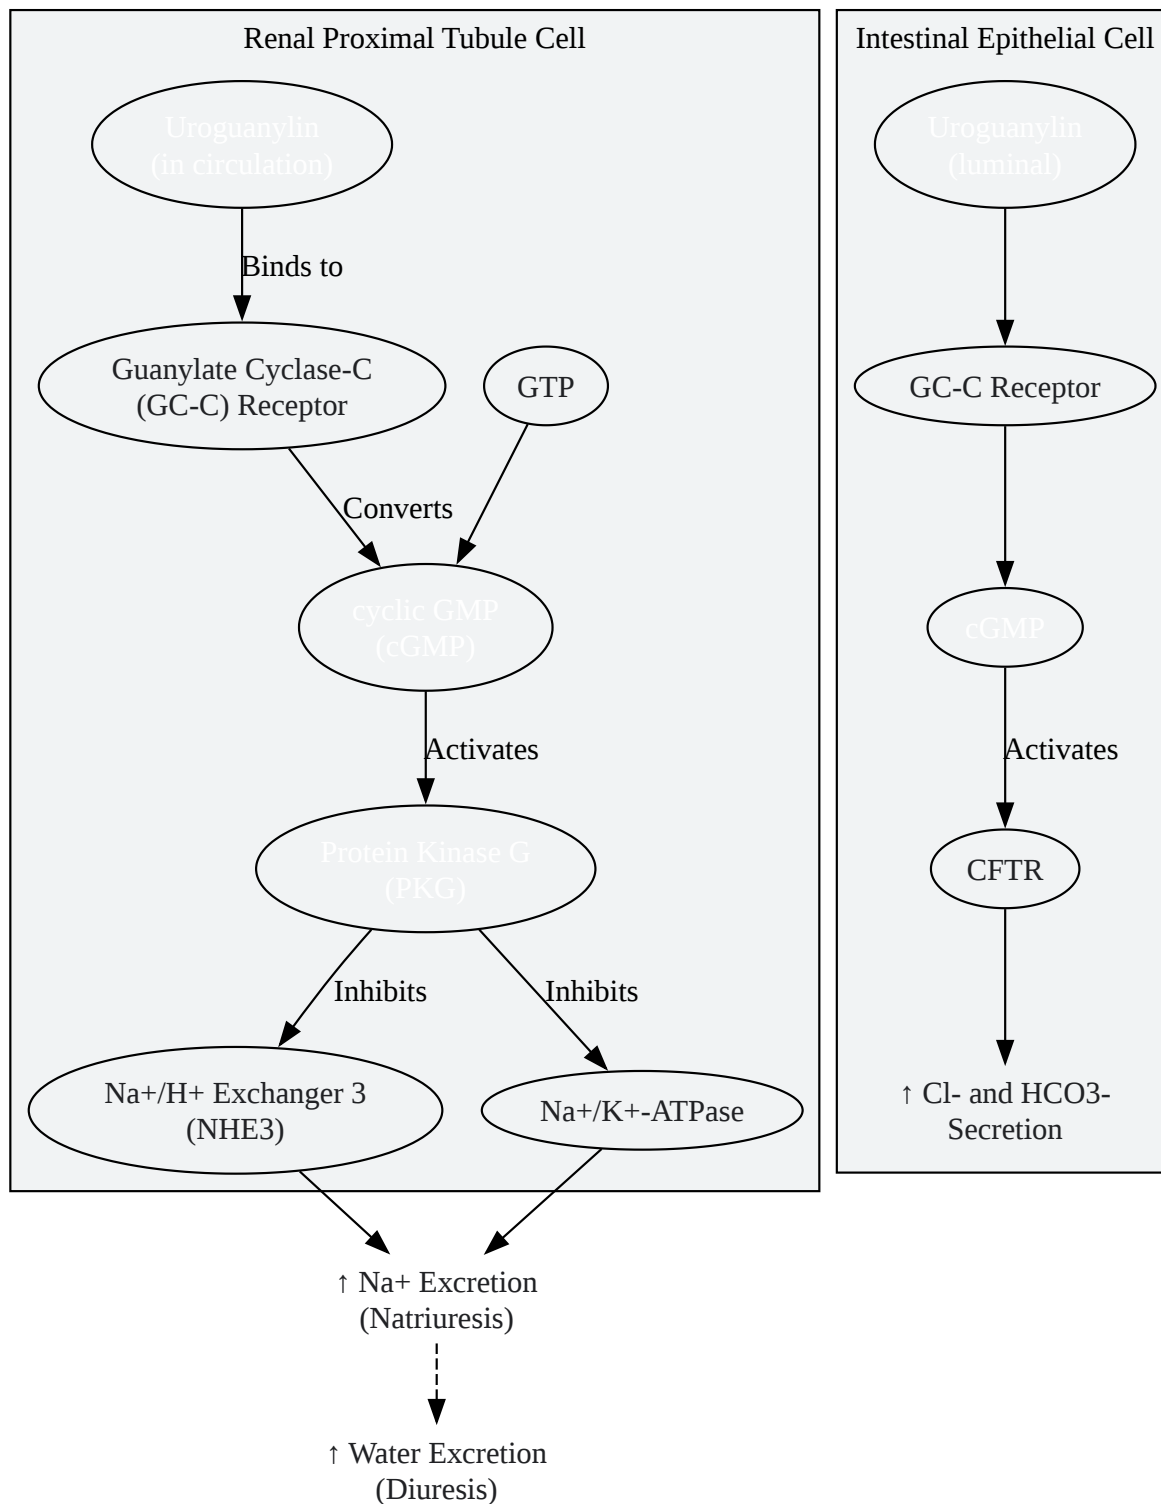 Renal Proximal Tubule Cell
Uroguanylin
(in circulation)
Binds to
Guanylate Cyclase-C
(GC-C) Receptor
GTP
Converts
cyclic GMP
(cGMP)
Activates
Protein Kinase G
(PKG)
Inhibits
Inhibits
Na+/H+ Exchanger 3
(NHE3)
Na+/K+-ATPase
↑ Na+ Excretion
(Natriuresis)
↑ Water Excretion
(Diuresis)
Intestinal Epithelial Cell
Uroguanylin
(luminal)
GC-C Receptor
cGMP
Activates
CFTR
↑ Cl- and HCO3-
Secretion